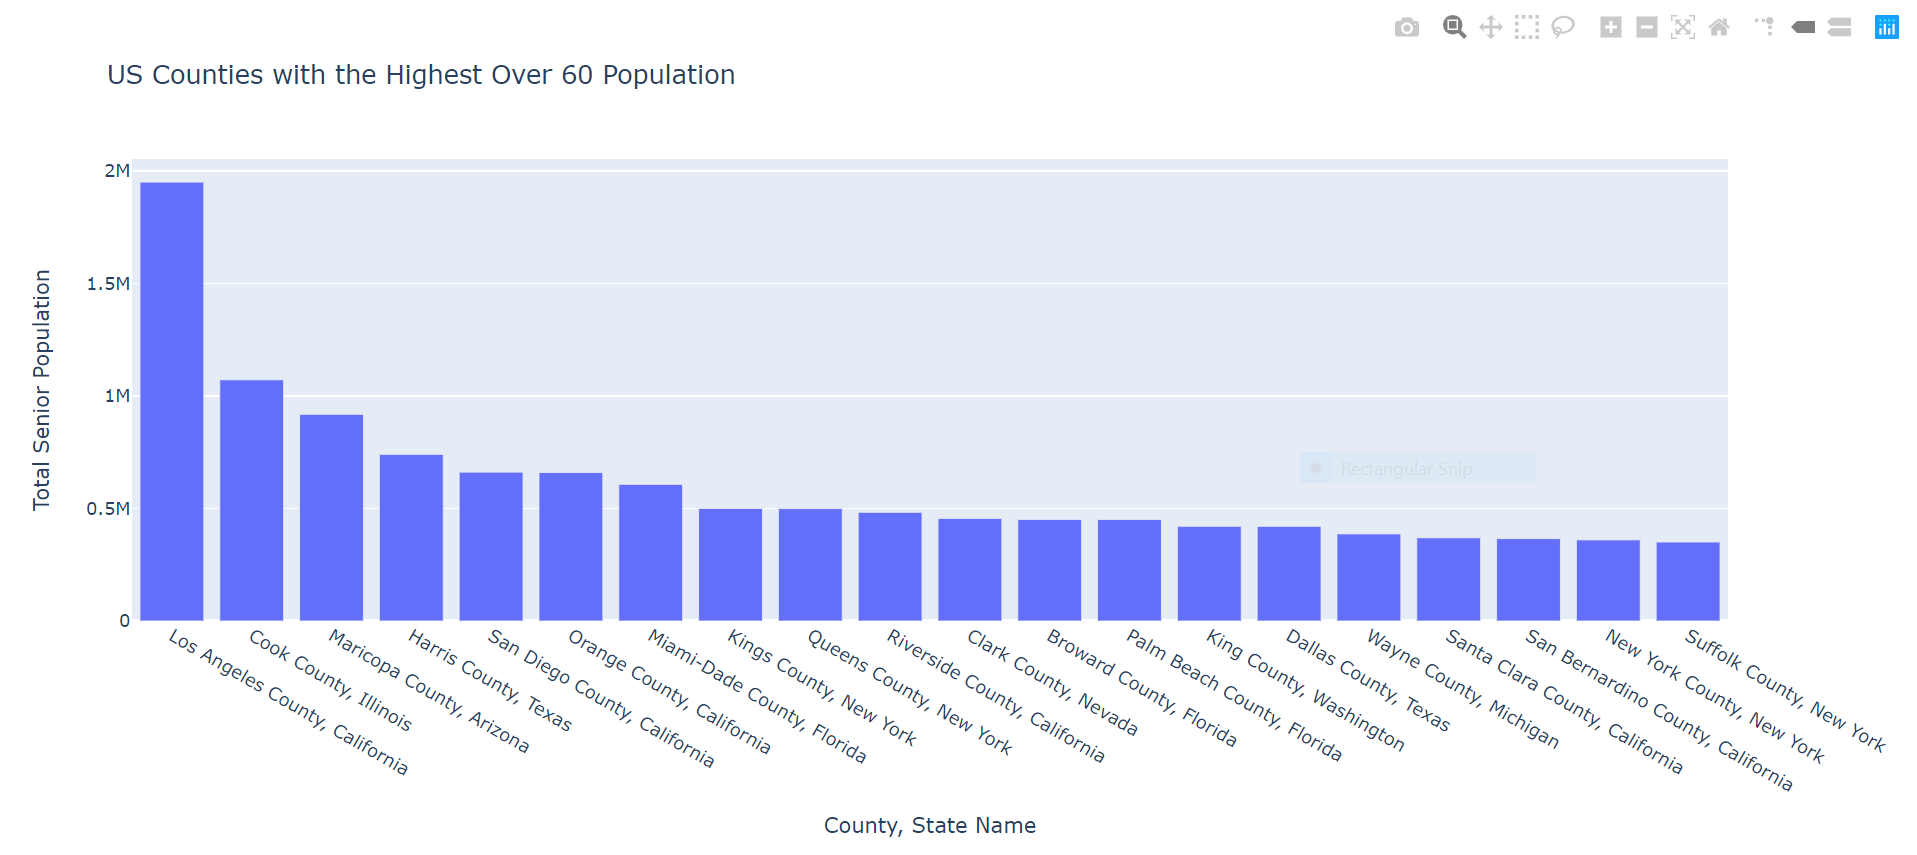 US Counties with the Highest Over 60 Population
Total Senior Population
2M
1.5M
1M
0.5M
0
Rectangular Snip
Los Angeles County, California
Cook County, Illinois
Maricopa County, Arizona
Harris County, Texas
San Diego County, California
Orange County, California
Miami-Dade County, Florida
Kings County, New York
Queens County, New York
Riverside County, California
Clark County, Nevada
Broward County, Florida
Palm Beach County, Florida
King County, Washington
Dallas County, Texas
Wayne County, Michigan
Santa Clara County, California
San Bernardino County, California
New York County, New York
Suffolk County, New York
County, State Name